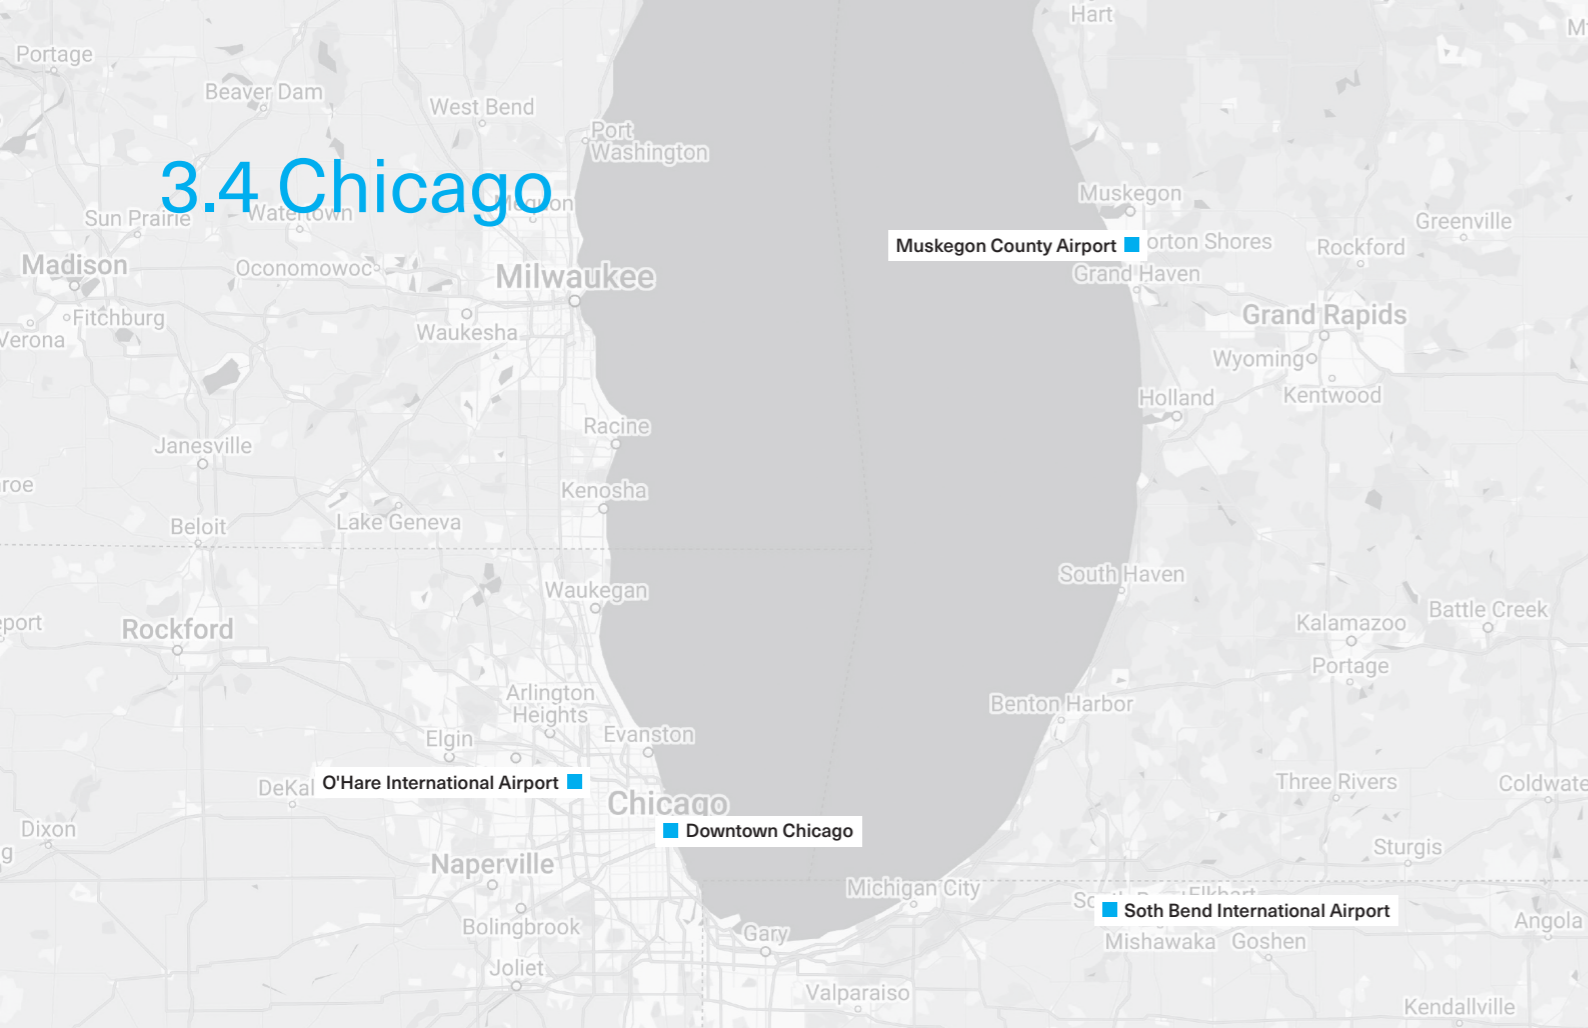 3.4 Chicago
Hart
Portage
Beaver Dam
West Bend
Port
Washington
Muskegon
Sun Prairie
Watertown
Mequon
Greenville
Muskegon County Airport
orton Shores
Rockford
Madison
Oconomowoc
Milwaukee
Grand Haven
Fitchburg
Verona
Waukesha
Grand Rapids
Wyoming
Kentwood
Holland
Racine
Janesville
roe
Kenosha
Beloit
Lake Geneva
South Haven
Waukegan
port
Rockford
Kalamazoo
Battle Creek
Portage
Arlington
Heights
Benton Harbor
Elgin
Evanston
DeKal
O'Hare International Airport
Three Rivers
Coldwate
Chicago
Downtown Chicago
Dixon
g
Naperville
Sturgis
Michigan City
Elkhart
Soth Bend International Airport
Bolingbrook
Gary
Mishawaka
Goshen
Angola
Joliet
Valparaiso
Kendallville